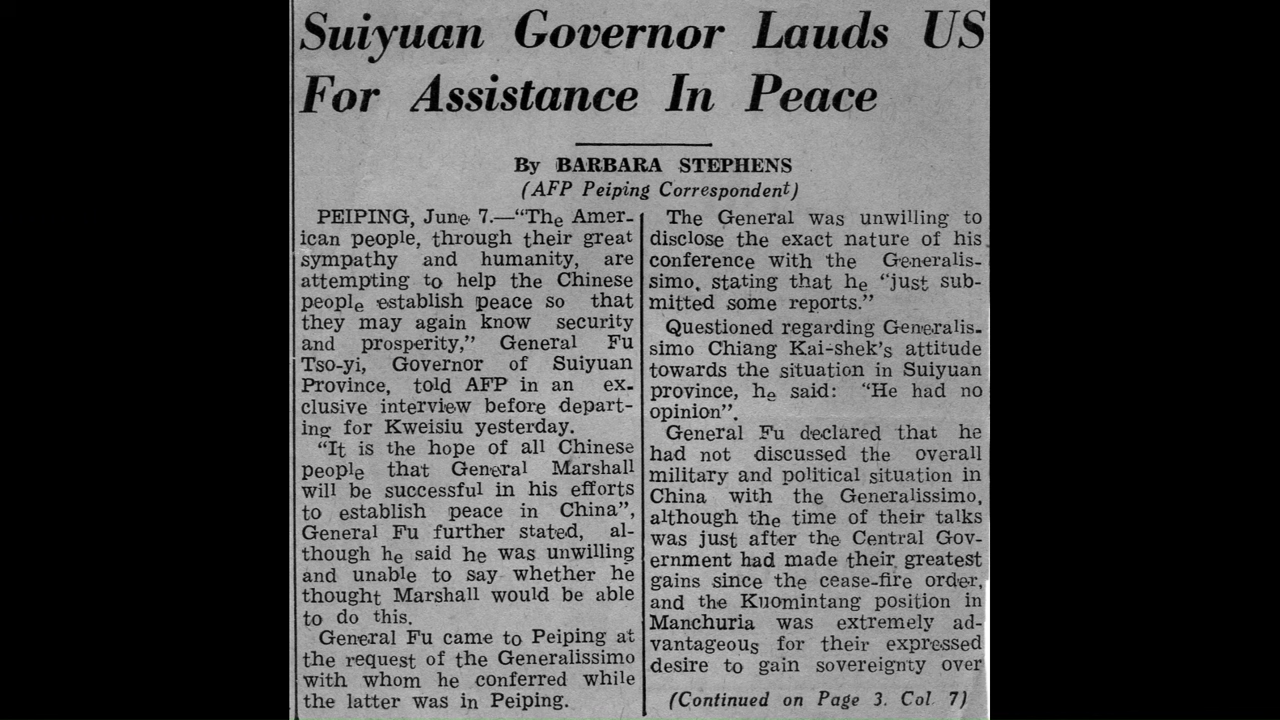 Suiyuan Governor Lauds US
For Assistance In Peace
By BARBARA STEPHENS
(AFP Peiping Correspondent)
PEIPING, June 7.—“The Amer-
ican people, through their great
sympathy and humanity, are
attempting to help the Chinese
people establish peace so that
they may again know security
and prosperity,” General Fu
Tso-yi, Governor of Suiyuan
Province, told AFP in an ex-
clusive interview before depart-
ing for Kweisiu yesterday.
“It is the hope of all Chinese
people that General Marshall
will be successful in his efforts
to establish peace in China”,
General Fu further stated, al-
though he said he was unwilling
and unable to say whether he
thought Marshall would be able
to do this.
General Fu came to Peiping at
the request of the Generalissimo
with whom he conferred while
the latter was in Peiping.
The General was unwilling to
disclose the exact nature of his
conference with the Generalis-
simo, stating that he “just sub-
mitted some reports.”
Questioned regarding Generalis-
simo Chiang Kai-shek’s attitude
towards the situation in Suiyuan
province, he said: “He had no
opinion”.
General Fu declared that he
had not discussed the overall
military and political situation in
China with the Generalissimo,
although the time of their talks
was just after the Central Gov-
ernment had made their greatest
gains since the cease-fire order,
and the Kuomintang position in
Manchuria was extremely ad-
vantageous for their expressed
desire to gain sovereignty over
(Continued on Page 3. Col. 7)